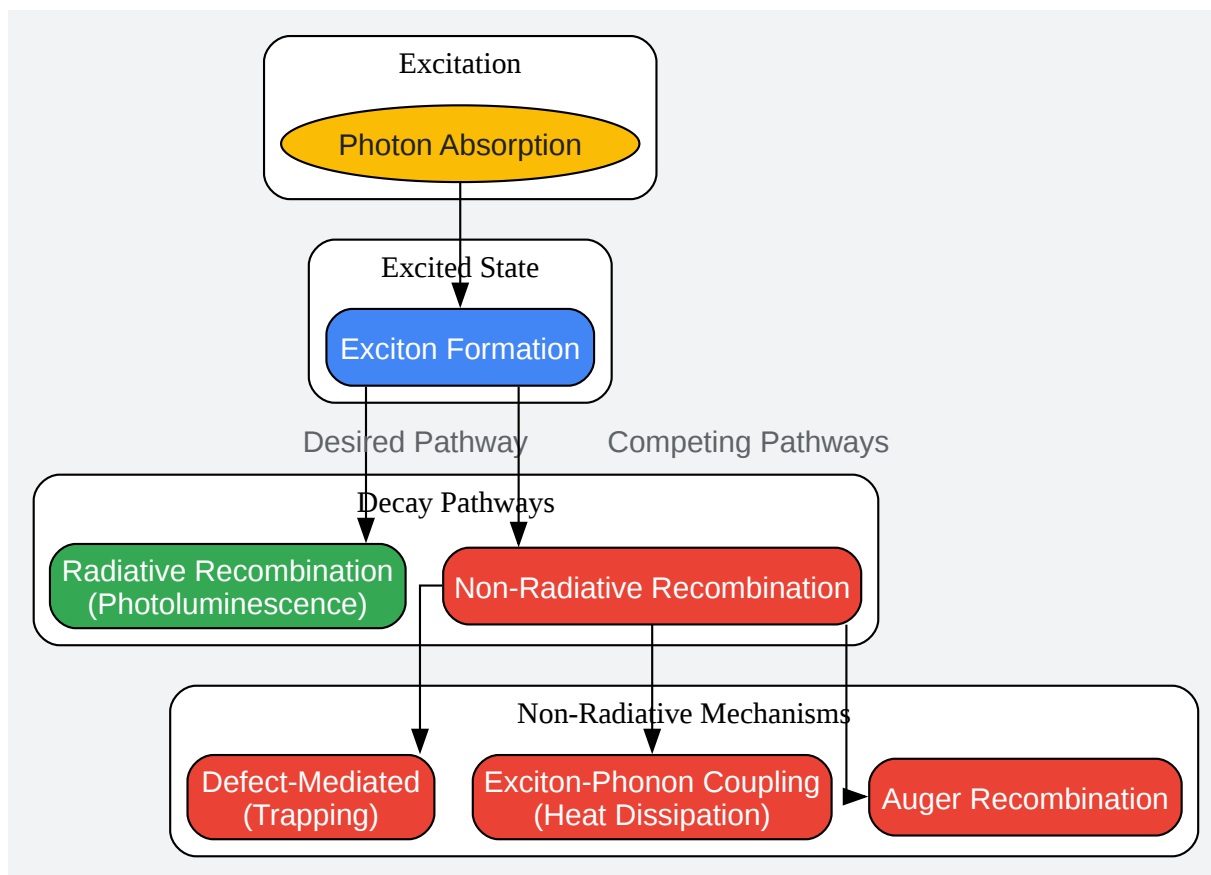 Excitation
Photon Absorption
Excited State
Exciton Formation
Desired Pathway
Competing Pathways
Decay Pathways
Radiative Recombination
(Photoluminescence)
Non-Radiative Recombination
Non-Radiative Mechanisms
Defect-Mediated
(Trapping)
Exciton-Phonon Coupling
(Heat Dissipation)
Auger Recombination